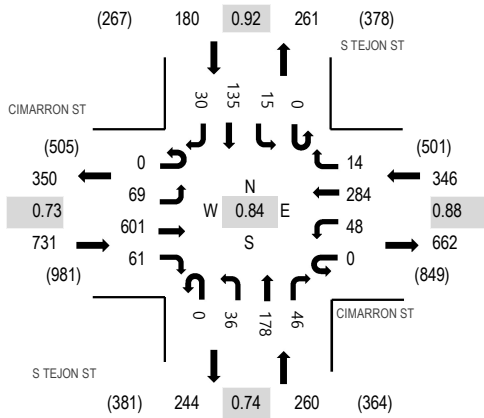 (267) 180 0.92 261 (378)
S TEJON ST
CIMARRON ST
30 135 15 0
(505) 0 14 (501)
350 69 284 346
N
0.73 W 0.84 E 0.88
S
601 48
731 61 0 662
(981) (849)
0 36 178 46
CIMARRON ST
S TEJON ST
(381) 244 0.74 260 (364)